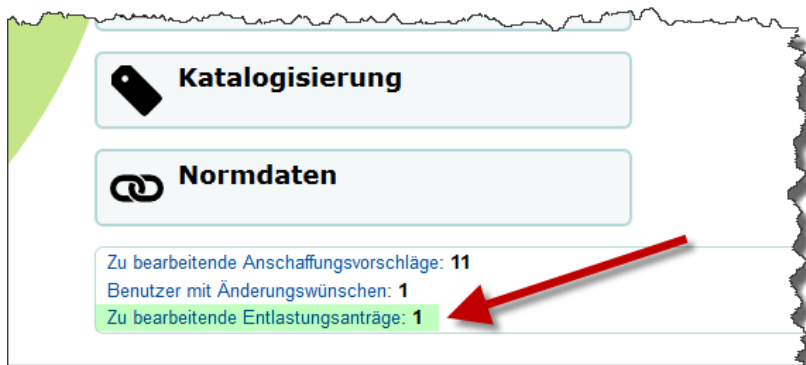 Katalogisierung
Normdaten
Zu bearbeitende Anschaffungsvorschläge: 11
Benutzer mit Änderungswünschen: 1
Zu bearbeitende Entlastungsanträge: 1